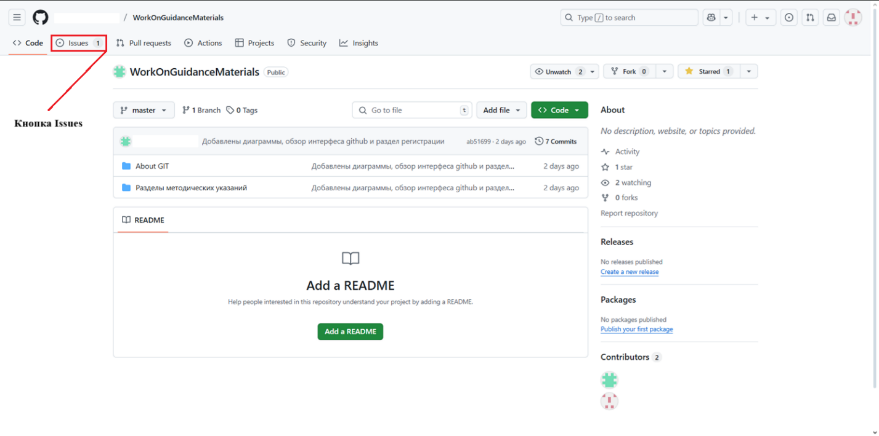 / WorkOnGuidanceMaterials
Type / to search
Code Issues 1 Pull requests Actions Projects Security Insights
WorkOnGuidanceMaterials Public
Unwatch 2 Fork 0 Starred 1
Кнопка Issues
master 1 Branch 0 Tags Go to file t Add file Code
Добавлены диаграммы, обзор интерфеса github и раздел регистрации ab51699 · 2 days ago 7 Commits
About GIT Добавлены диаграммы, обзор интерфеса github и раздел... 2 days ago
Разделы методических указаний Добавлены диаграммы, обзор интерфеса github и раздел... 2 days ago
README
Add a README
Help people interested in this repository understand your project by adding a README.
Add a README
About
No description, website, or topics provided.
Activity
1 star
2 watching
0 forks
Report repository
Releases
No releases published
Create a new release
Packages
No packages published
Publish your first package
Contributors 2